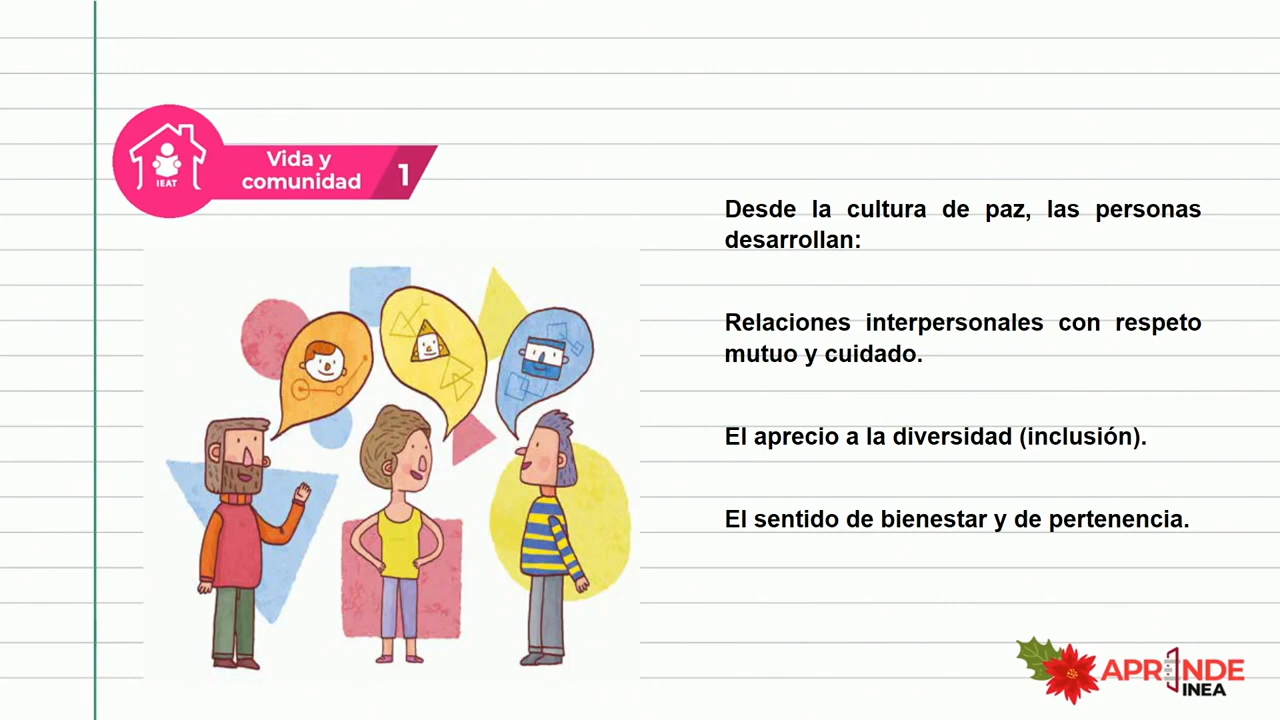 IEAT
Vida y
comunidad
1
Desde la cultura de paz, las personas
desarrollan:
Relaciones interpersonales con respeto
mutuo y cuidado.
El aprecio a la diversidad (inclusión).
El sentido de bienestar y de pertenencia.
APRENDE
INEA